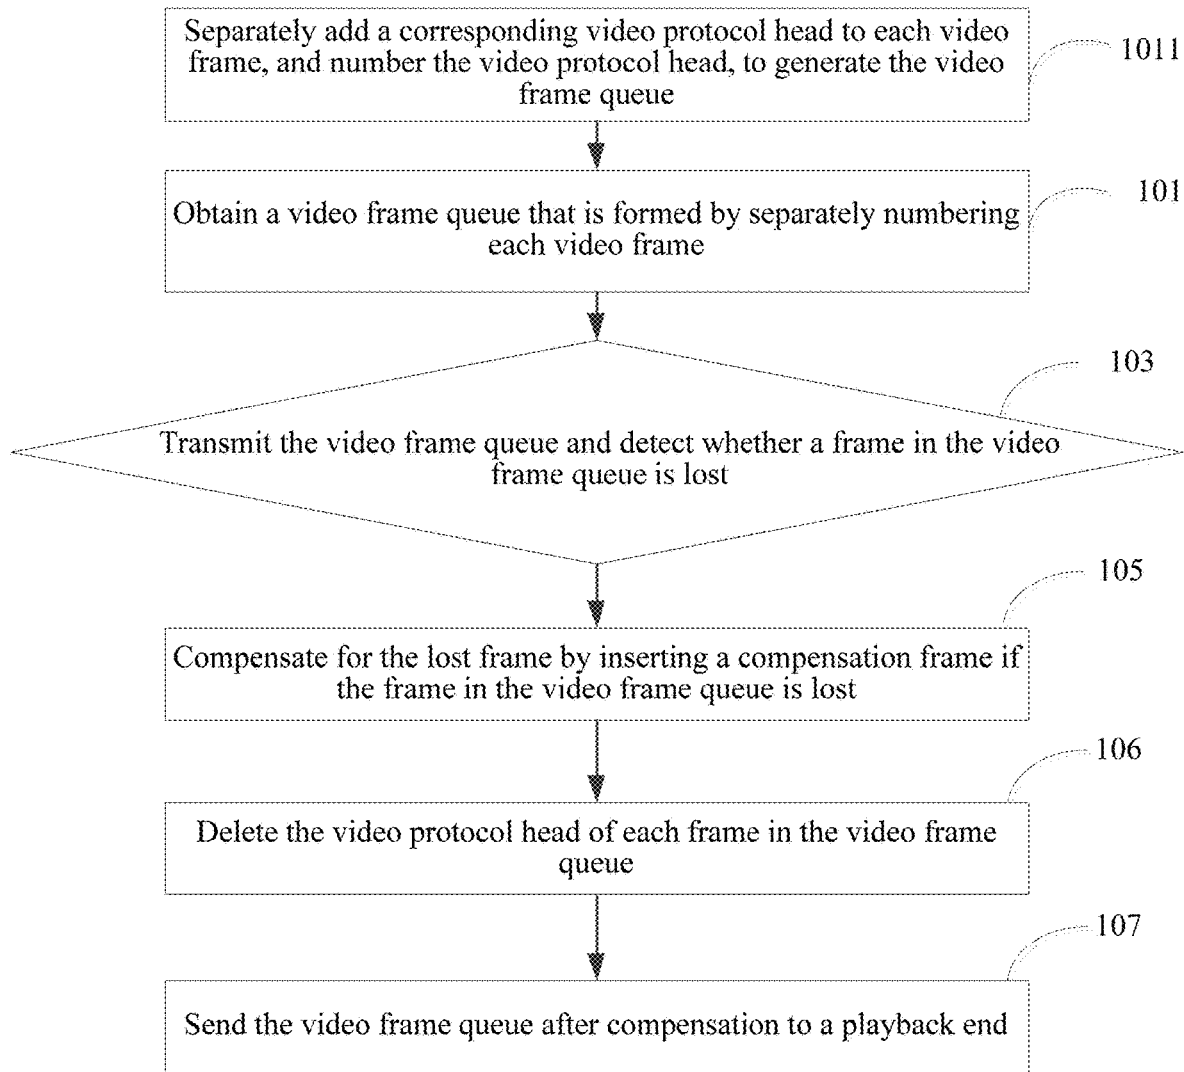 Separately add a corresponding video protocol head to each video
frame, and number the video protocol head, to generate the video
frame queue
1011
Obtain a video frame queue that is formed by separately numbering
each video frame
101
Transmit the video frame queue and detect whether a frame in the video
frame queue is lost
103
Compensate for the lost frame by inserting a compensation frame if
the frame in the video frame queue is lost
105
Delete the video protocol head of each frame in the video frame
queue
106
Send the video frame queue after compensation to a playback end
107